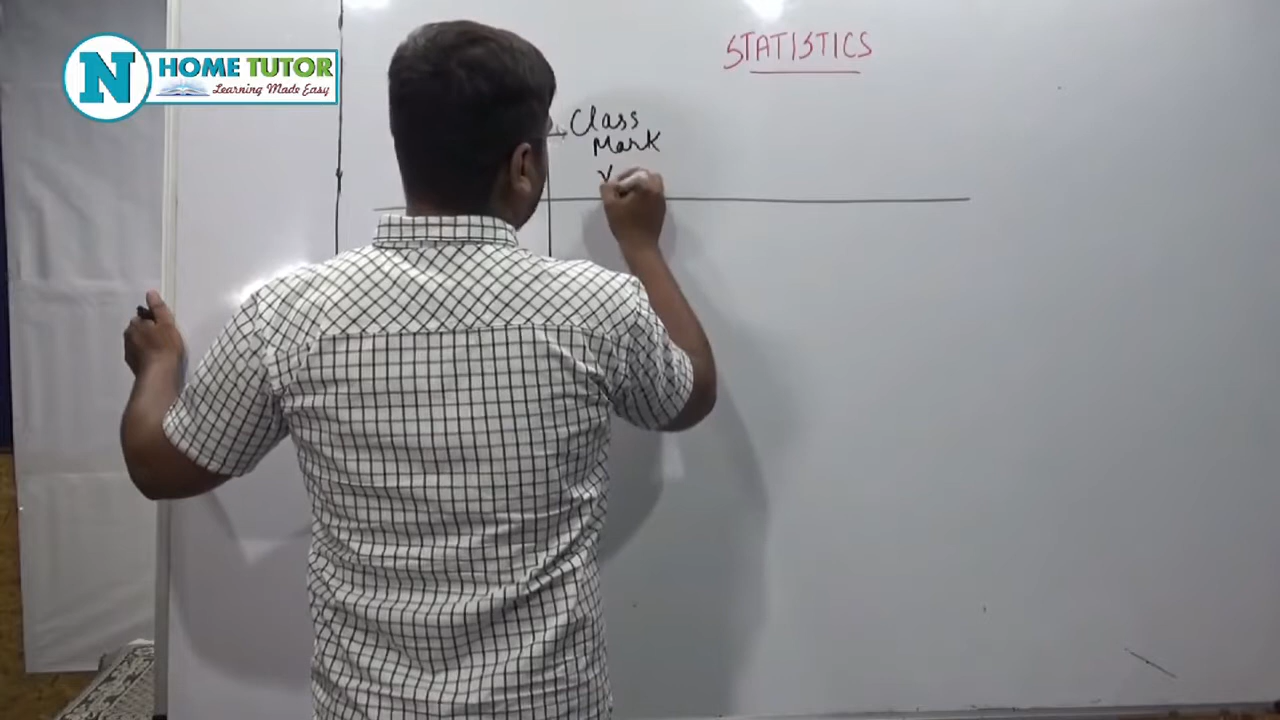 N HOME TUTOR
Learning Made Easy
STATISTICS
Class
Mark